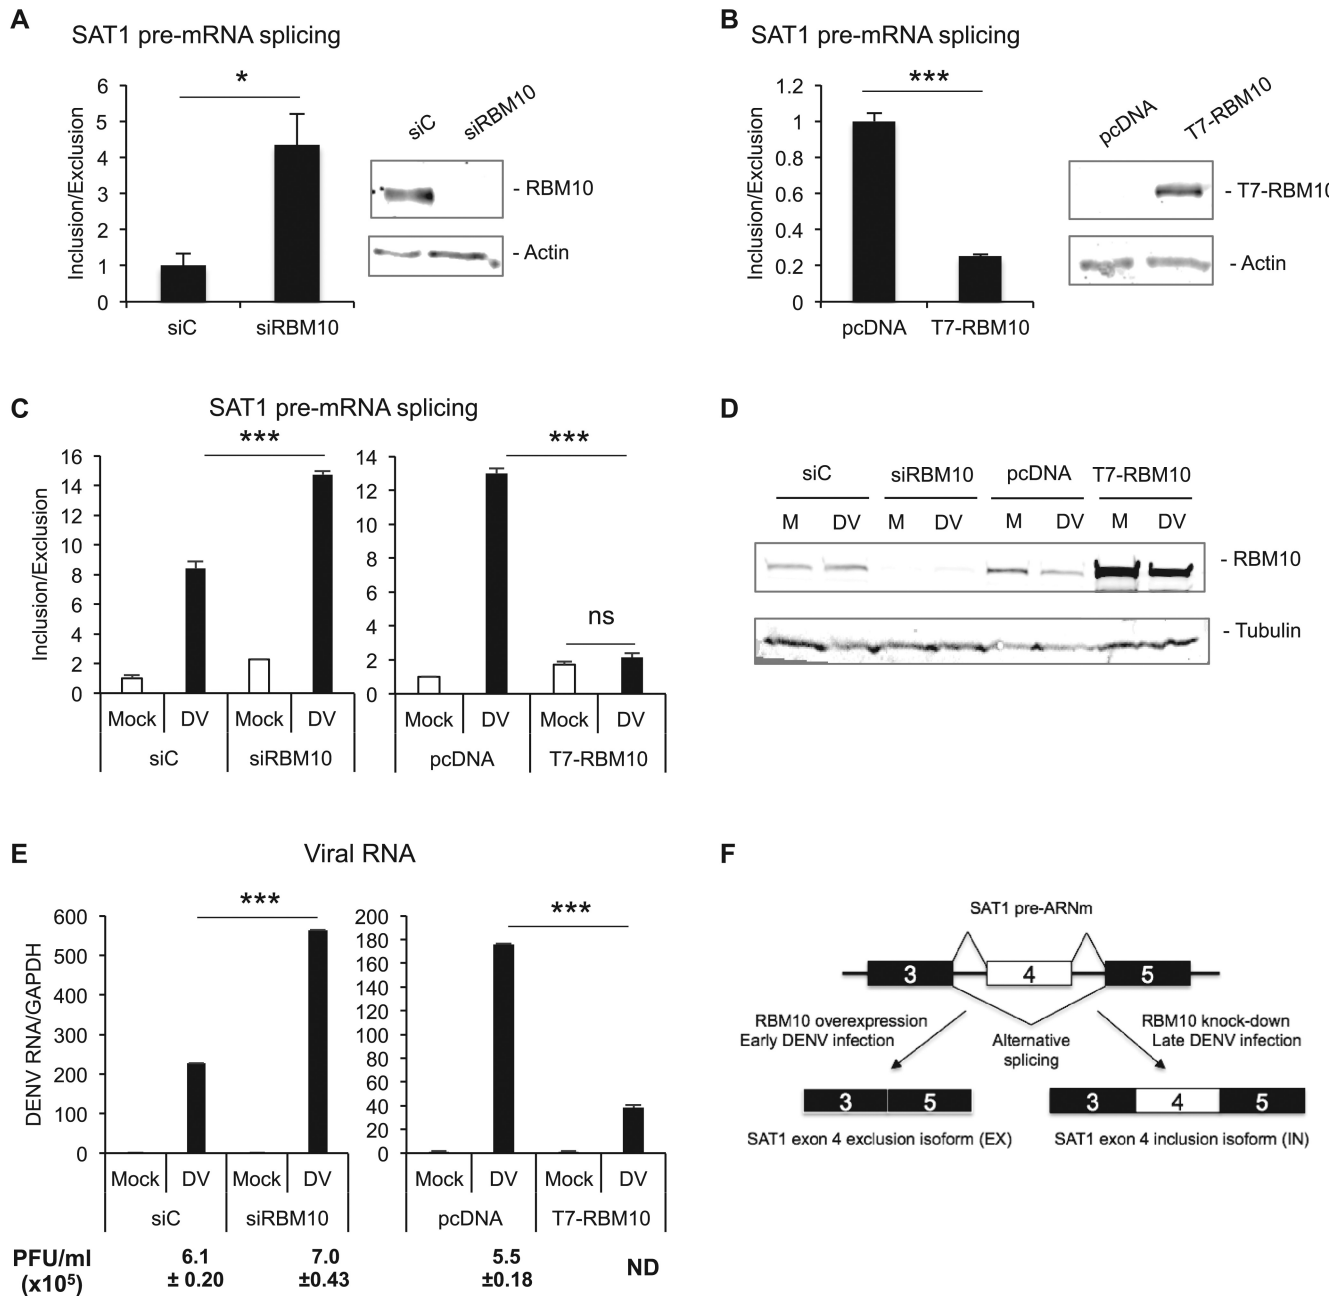 A
SAT1 pre-mRNA splicing
Inclusion/Exclusion
6
5
4
3
2
1
0
*
siC
siRBM10
siC
siRBM10
- RBM10
- Actin
B
SAT1 pre-mRNA splicing
Inclusion/Exclusion
1.2
1
0.8
0.6
0.4
0.2
0
***
pcDNA
T7-RBM10
pcDNA
T7-RBM10
- T7-RBM10
- Actin
C
SAT1 pre-mRNA splicing
Inclusion/Exclusion
16
14
12
10
8
6
4
2
0
***
Mock DV Mock DV
siC siRBM10
14
12
10
8
6
4
2
0
***
ns
Mock DV Mock DV
pcDNA T7-RBM10
D
siC siRBM10 pcDNA T7-RBM10
M DV M DV M DV M DV
- RBM10
- Tubulin
E
Viral RNA
DENV RNA/GAPDH
600
500
400
300
200
100
0
***
Mock DV Mock DV
siC siRBM10
200
180
160
140
120
100
80
60
40
20
0
***
Mock DV Mock DV
pcDNA T7-RBM10
PFU/ml 6.1 7.0 5.5 ND
(x10⁵) ± 0.20 ±0.43 ±0.18
F
SAT1 pre-ARNm
3 4 5
RBM10 overexpression
Early DENV infection
Alternative
splicing
RBM10 knock-down
Late DENV infection
3 5
3 4 5
SAT1 exon 4 exclusion isoform (EX)
SAT1 exon 4 inclusion isoform (IN)